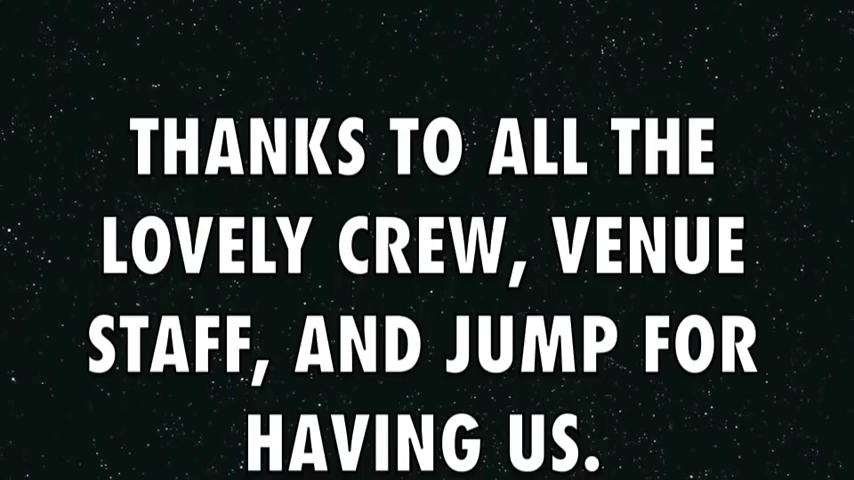 THANKS TO ALL THE
LOVELY CREW, VENUE
STAFF, AND JUMP FOR
HAVING US.